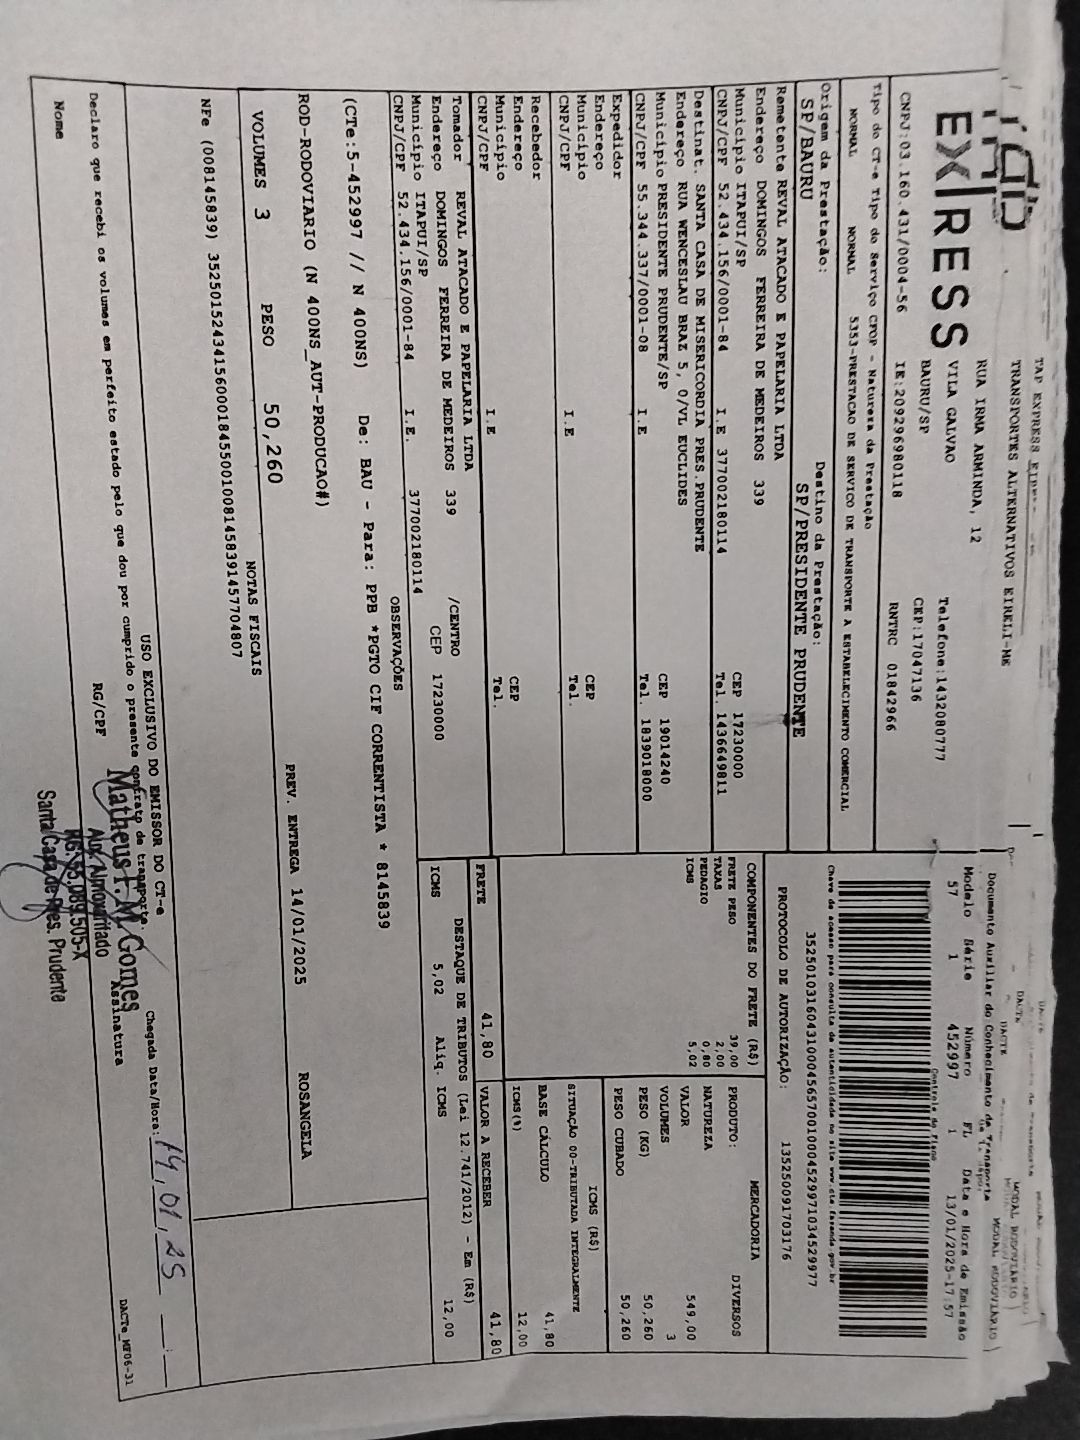 TAP EXPRESS
TRANSPORTES ALTERNATIVOS EIRELI-ME
RUA IRMA ARMINDA, 12
VILA GALVAO
BAURU/SP
Telefone:1432080777
CEP:17047136
EXPRESS
CNPJ:03.160.431/0004-56 IE:209296980118 RNTRC 01842966
Documento Auxiliar do Conhecimento de Transporte
MODAL RODOVIÁRIO
Modelo Série Número FL Data e Hora de Emissão
57 1 452997 1 13/01/2025-17:57
Controle do Fisco
Chave de acesso para consulta de autenticidade no site www.cte.fazenda.gov.br
35250103160431000456570010004529971034529977
PROTOCOLO DE AUTORIZAÇÃO: 135250091703176
Tipo do CT-e Tipo do Serviço CFOP - Natureza da Prestação
NORMAL NORMAL 5353-PRESTACAO DE SERVICO DE TRANSPORTE A ESTABELECIMENTO COMERCIAL
Origem da Prestação: Destino da Prestação:
SP/BAURU SP/PRESIDENTE PRUDENTE
Remetente REVAL ATACADO E PAPELARIA LTDA
Endereço DOMINGOS FERREIRA DE MEDEIROS 339
Município ITAPUI/SP CEP 17230000
CNPJ/CPF 52.434.156/0001-84 I.E 377002180114 Tel. 1436649811
Destinat. SANTA CASA DE MISERICORDIA PRES.PRUDENTE
Endereço RUA WENCESLAU BRAZ 5, 0/VL EUCLIDES
Município PRESIDENTE PRUDENTE/SP CEP 19014240
CNPJ/CPF 55.344.337/0001-08 I.E Tel. 1839018000
Expedidor
Endereço
Município CEP
CNPJ/CPF I.E Tel.
Recebedor
Endereço
Município CEP
CNPJ/CPF I.E Tel.
Tomador REVAL ATACADO E PAPELARIA LTDA
Endereço DOMINGOS FERREIRA DE MEDEIROS 339 /CENTRO
Município ITAPUI/SP CEP 17230000
CNPJ/CPF 52.434.156/0001-84 I.E. 377002180114
COMPONENTES DO FRETE (R$)
FRETE PESO 39,00
TAXAS 2,00
PEDAGIO 0,80
ICMS 5,02
MERCADORIA
PRODUTO: DIVERSOS
NATUREZA
VALOR 549,00
VOLUMES 3
PESO (KG) 50,260
PESO CUBADO 50,260
ICMS (R$)
SITUAÇÃO 00-TRIBUTADA INTEGRALMENTE
BASE CÁLCULO 41,80
ICMS(%) 12,00
FRETE 41,80 VALOR A RECEBER 41,80
DESTAQUE DE TRIBUTOS (Lei 12.741/2012) - Em (R$)
ICMS 5,02 Aliq. ICMS 12,00
OBSERVAÇÕES
(CTe:5-452997 // N 400NS) De: BAU - Para: PPB *PGTO CIF CORRENTISTA * 8145839
ROD-RODOVIARIO (N 400NS_AUT-PRODUCAO#)
VOLUMES 3 PESO 50,260 PREV. ENTREGA 14/01/2025 ROSANGELA
NOTAS FISCAIS
NFe (008145839) 35250152434156000184550010081458391457704807
USO EXCLUSIVO DO EMISSOR DO CT-e
Declaro que recebi os volumes em perfeito estado pelo que dou por cumprido o presente contrato de transporte.
Chegada Data/Hora: 14,01,25
Nome RG/CPF Assinatura
Matheus F.M. Gomes
Aux. Almoxarifado
RG: 55.089.505-X
Santa Casa de Pres. Prudente
DACTe_MF06-31